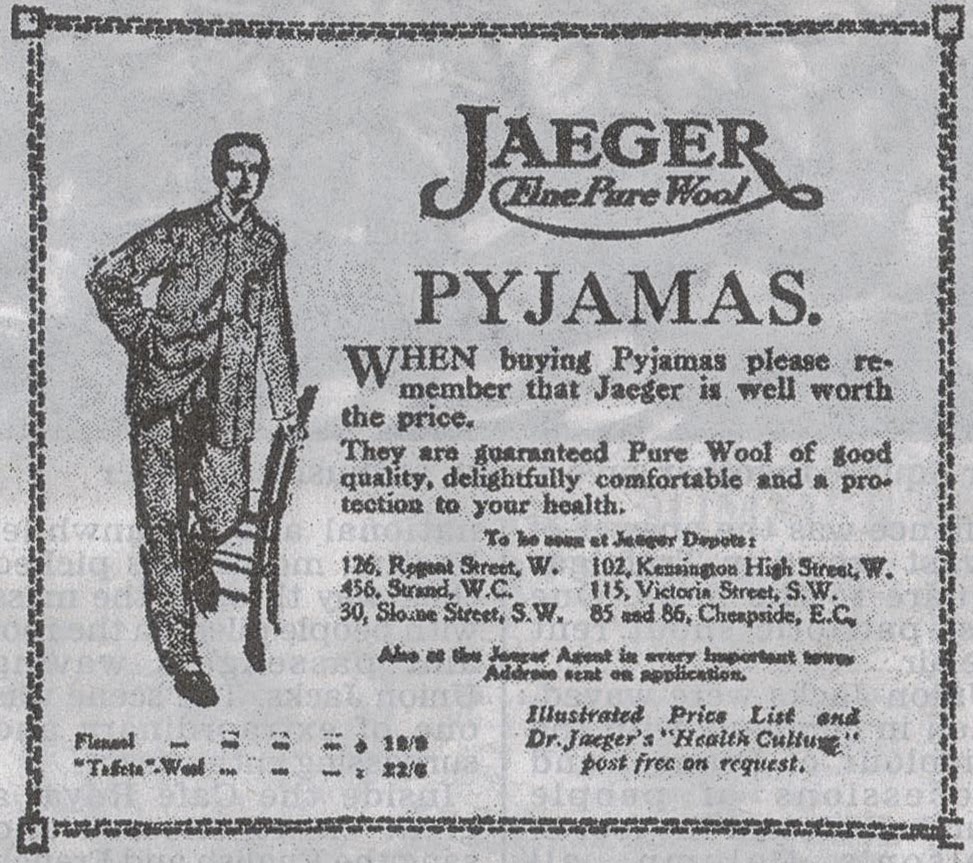 JAEGER
Fine Pure Wool
PYJAMAS.
WHEN buying Pyjamas please re-
member that Jaeger is well worth
the price.
They are guaranteed Pure Wool of good
quality, delightfully comfortable and a pro-
tection to your health.
To be seen at Jaeger Depots:
126, Regent Street, W.
456, Strand, W.C.
30, Sloane Street, S.W.
102, Kensington High Street, W.
115, Victoria Street, S.W.
85 and 86, Cheapside, E.C.
Also at the Jaeger Agent in every important town
Address sent on application.
Illustrated Price List and
Dr. Jaeger's "Health Culture"
post free on request.
Flannel
"Tafeta" Wool 22/6